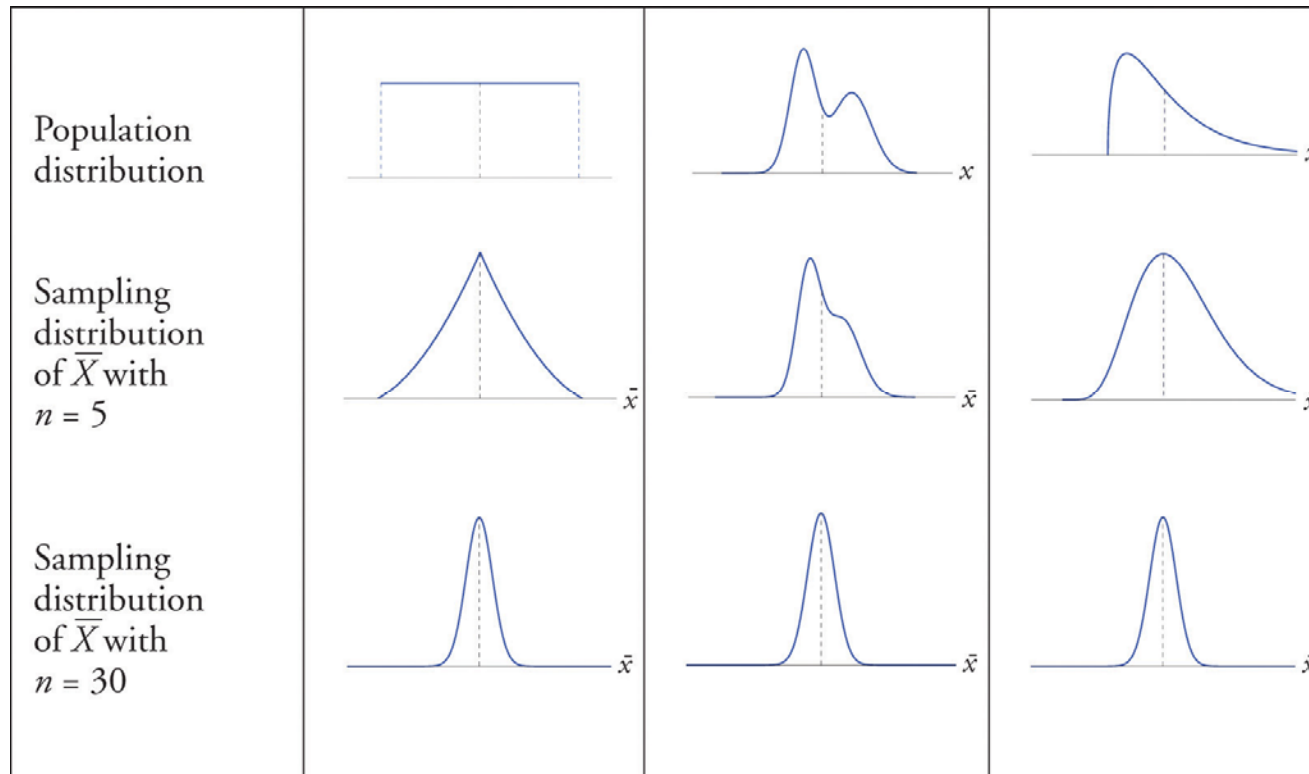 Population
distribution
x
Sampling
distribution
of X̅ with
n = 5
x̄
x̄
Sampling
distribution
of X̅ with
n = 30
x̄
x̄